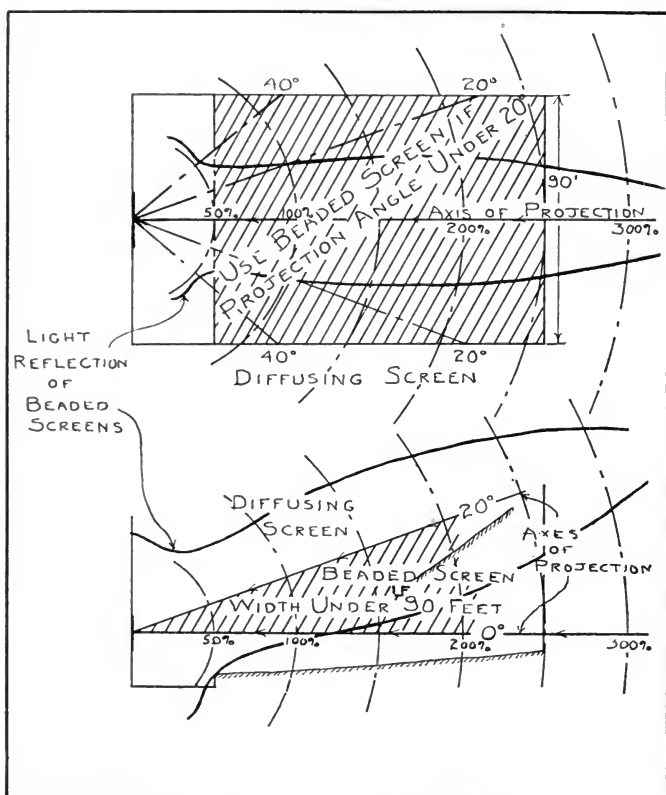 40° 20°
USE BEADED SCREEN IF
PROJECTION ANGLE UNDER 20°
90'
50% 100% AXIS OF PROJECTION
200% 300%
LIGHT
REFLECTION
OF
BEADED
SCREENS
40° 20°
DIFFUSING SCREEN
DIFFUSING
SCREEN
20°
AXES
OF
PROJECTION
BEADED SCREEN
IF
WIDTH UNDER 90 FEET
0°
50% 100% 200% 300%